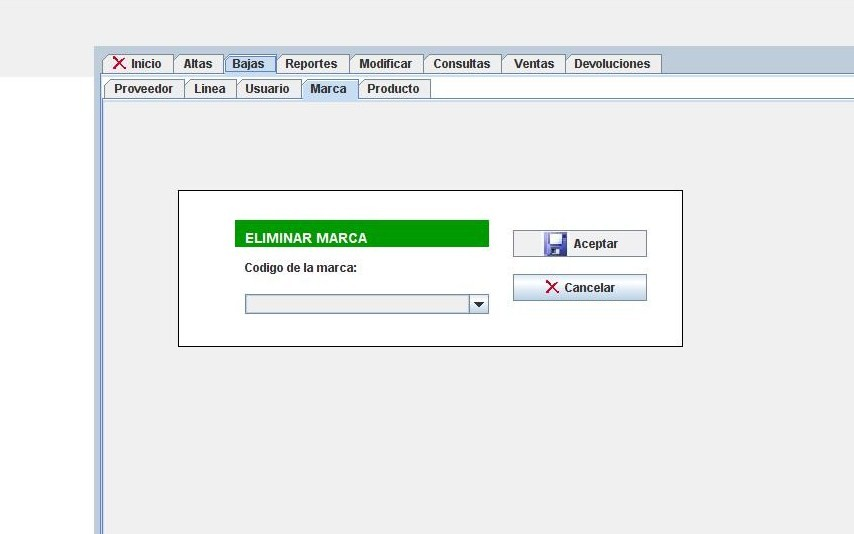 Inicio Altas Bajas Reportes Modificar Consultas Ventas Devoluciones
Proveedor Linea Usuario Marca Producto
ELIMINAR MARCA
Aceptar
Codigo de la marca:
Cancelar